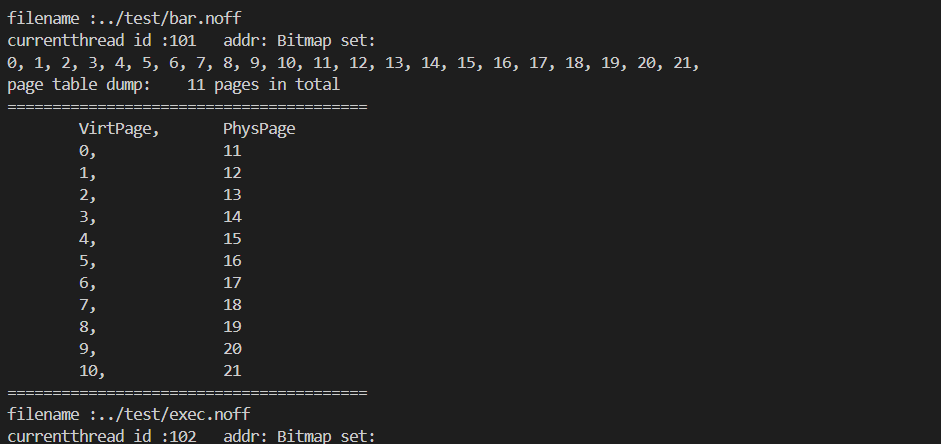 filename :../test/bar.noff
currentthread id :101   addr: Bitmap set:
0, 1, 2, 3, 4, 5, 6, 7, 8, 9, 10, 11, 12, 13, 14, 15, 16, 17, 18, 19, 20, 21,
page table dump:    11 pages in total
========================================
        VirtPage,       PhysPage
        0,              11
        1,              12
        2,              13
        3,              14
        4,              15
        5,              16
        6,              17
        7,              18
        8,              19
        9,              20
        10,             21
========================================
filename :../test/exec.noff
currentthread id :102   addr: Bitmap set: